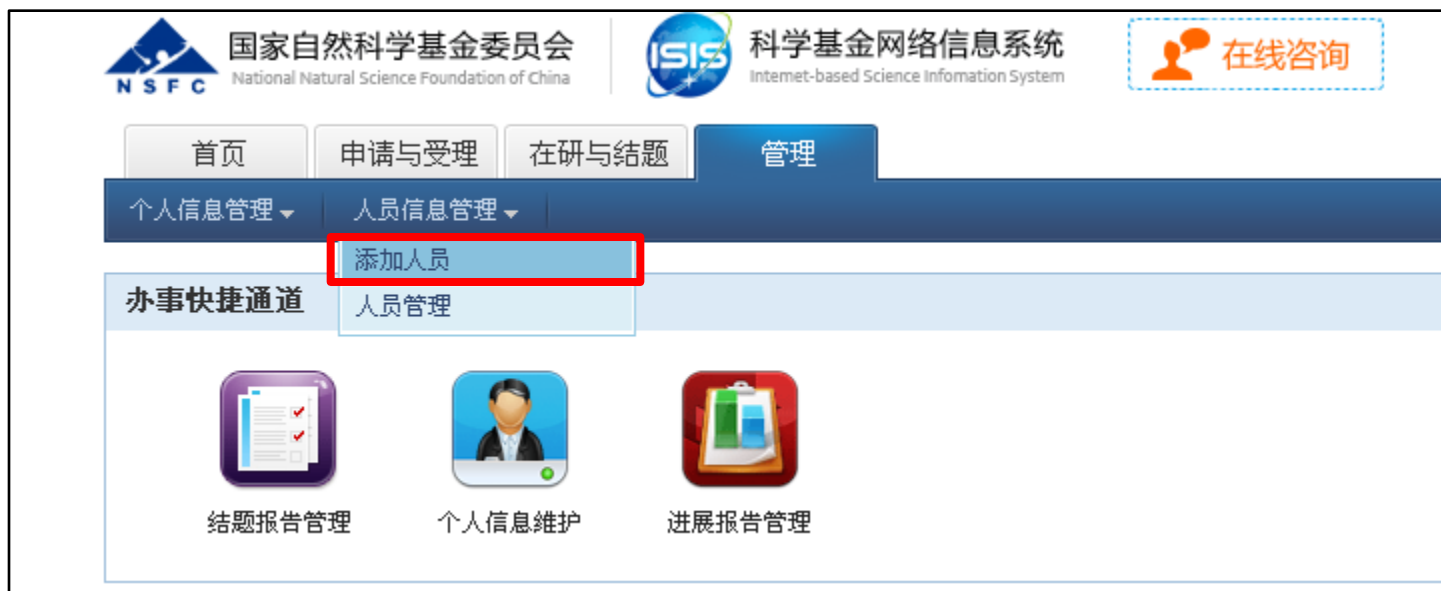 国家自然科学基金委员会
National Natural Science Foundation of China
NSFC
ISIS
科学基金网络信息系统
Internet-based Science Infomation System
在线咨询
首页 申请与受理 在研与结题 管理
个人信息管理 人员信息管理
添加人员
人员管理
办事快捷通道
结题报告管理 个人信息维护 进展报告管理